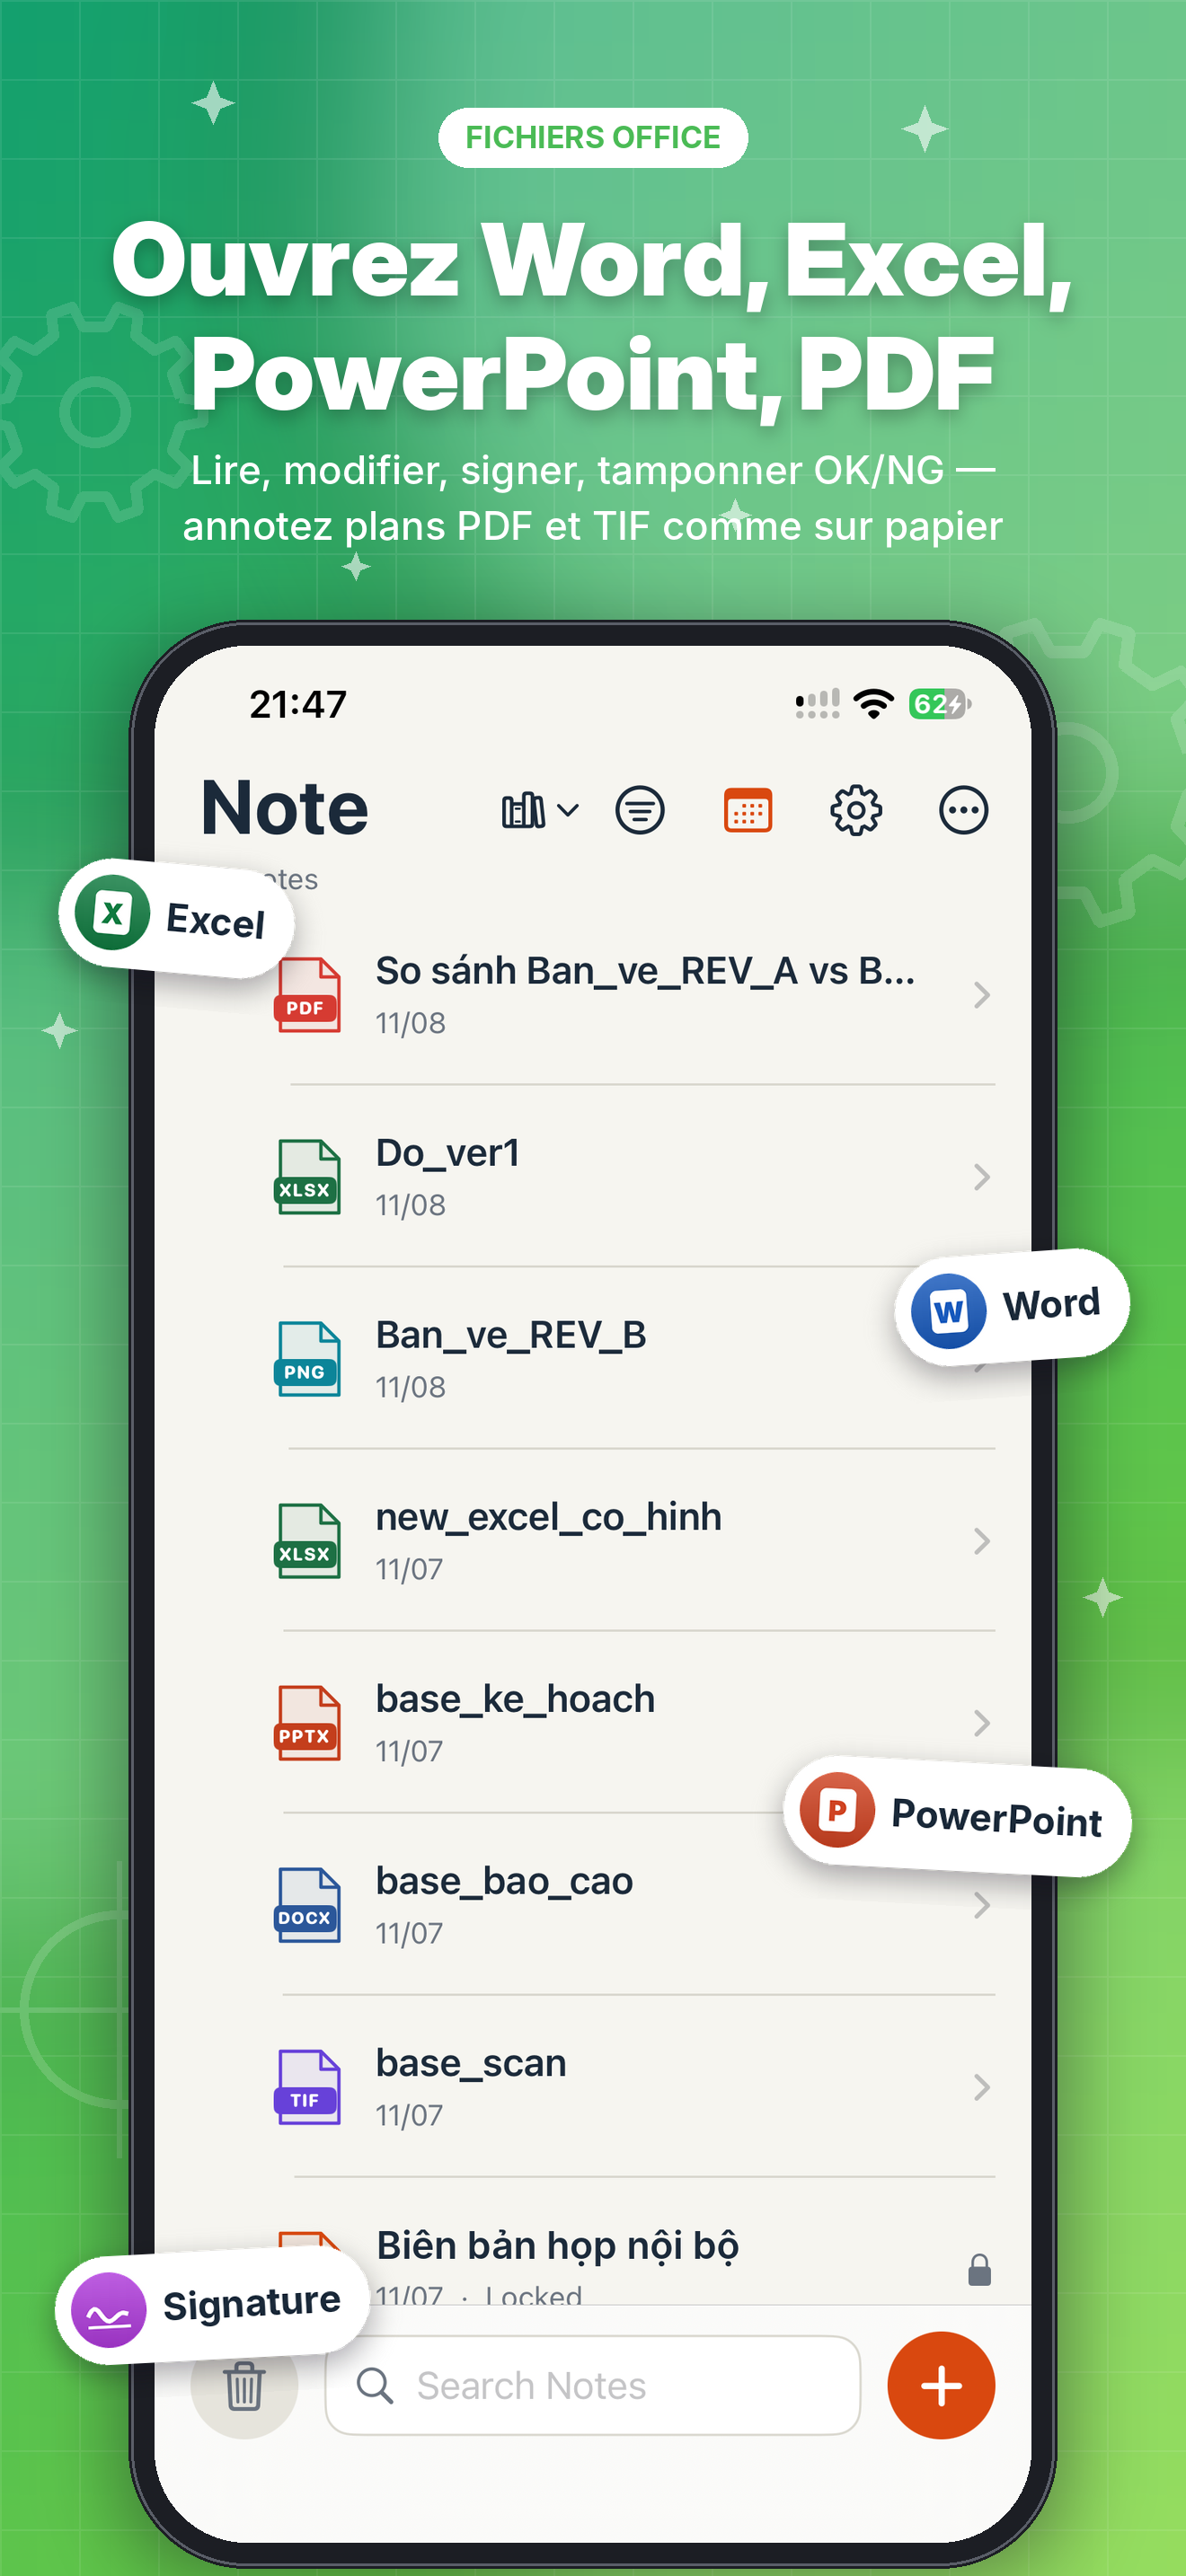 FICHIERS OFFICE
Ouvrez Word, Excel,
PowerPoint, PDF
Lire, modifier, signer, tamponner OK/NG —
annotez plans PDF et TIF comme sur papier
21:47
62
Note
Excel
PDF
So sánh Ban_ve_REV_A vs B...
11/08
XLSX
Do_ver1
11/08
Word
PNG
Ban_ve_REV_B
11/08
XLSX
new_excel_co_hinh
11/07
PPTX
base_ke_hoach
11/07
PowerPoint
DOCX
base_bao_cao
11/07
TIF
base_scan
11/07
Biên bản họp nội bộ
11/07 · Locked
Signature
Search Notes